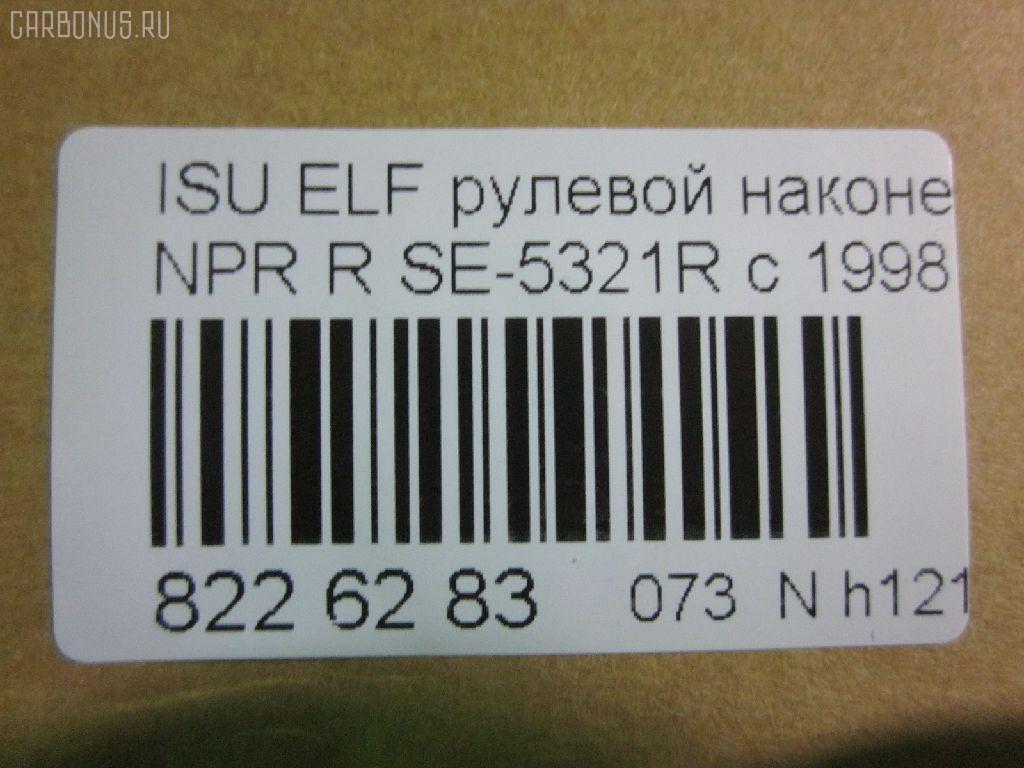 CARBONUS.RU
ISU ELF рулевой наконе
NPR R SE-5321R с 1998
822 62 83 073 N h121